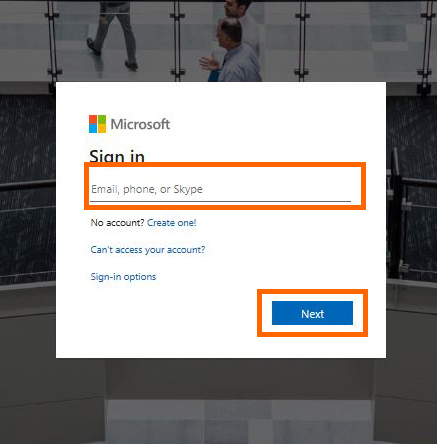 Microsoft
Sign in
Email, phone, or Skype
No account? Create one!
Can't access your account?
Sign-in options
Next